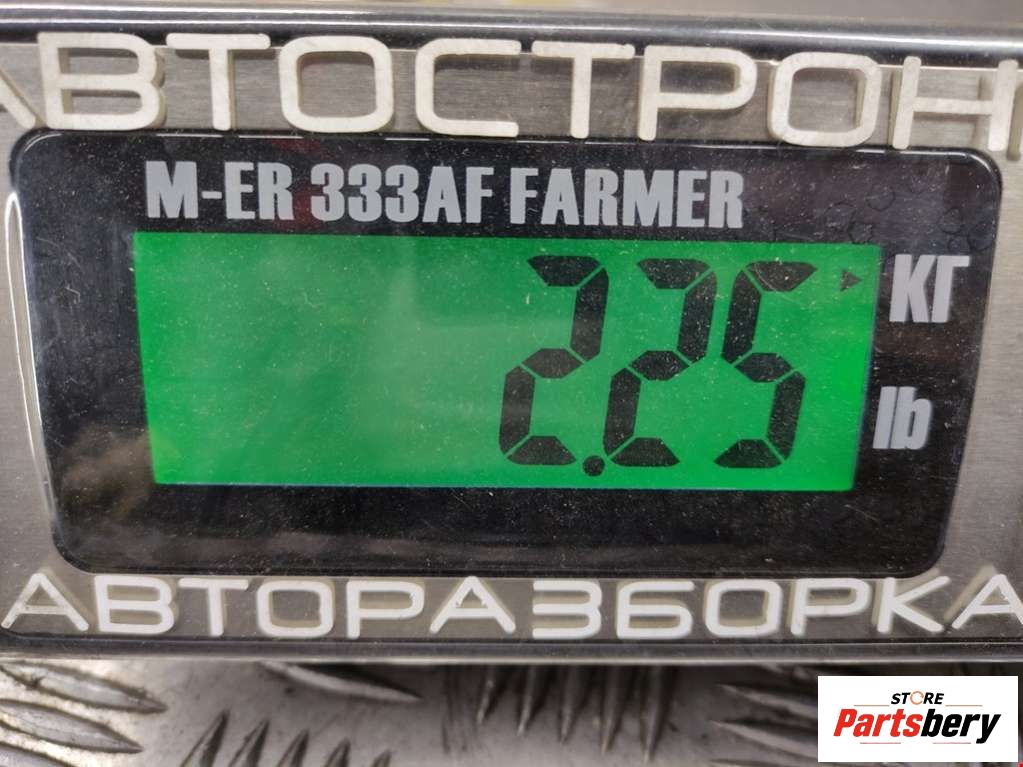 АВТОСТРОН
M-ER 333AF FARMER
2.25
КГ
lb
АВТОРАЗБОРКА
STORE
Partsbery